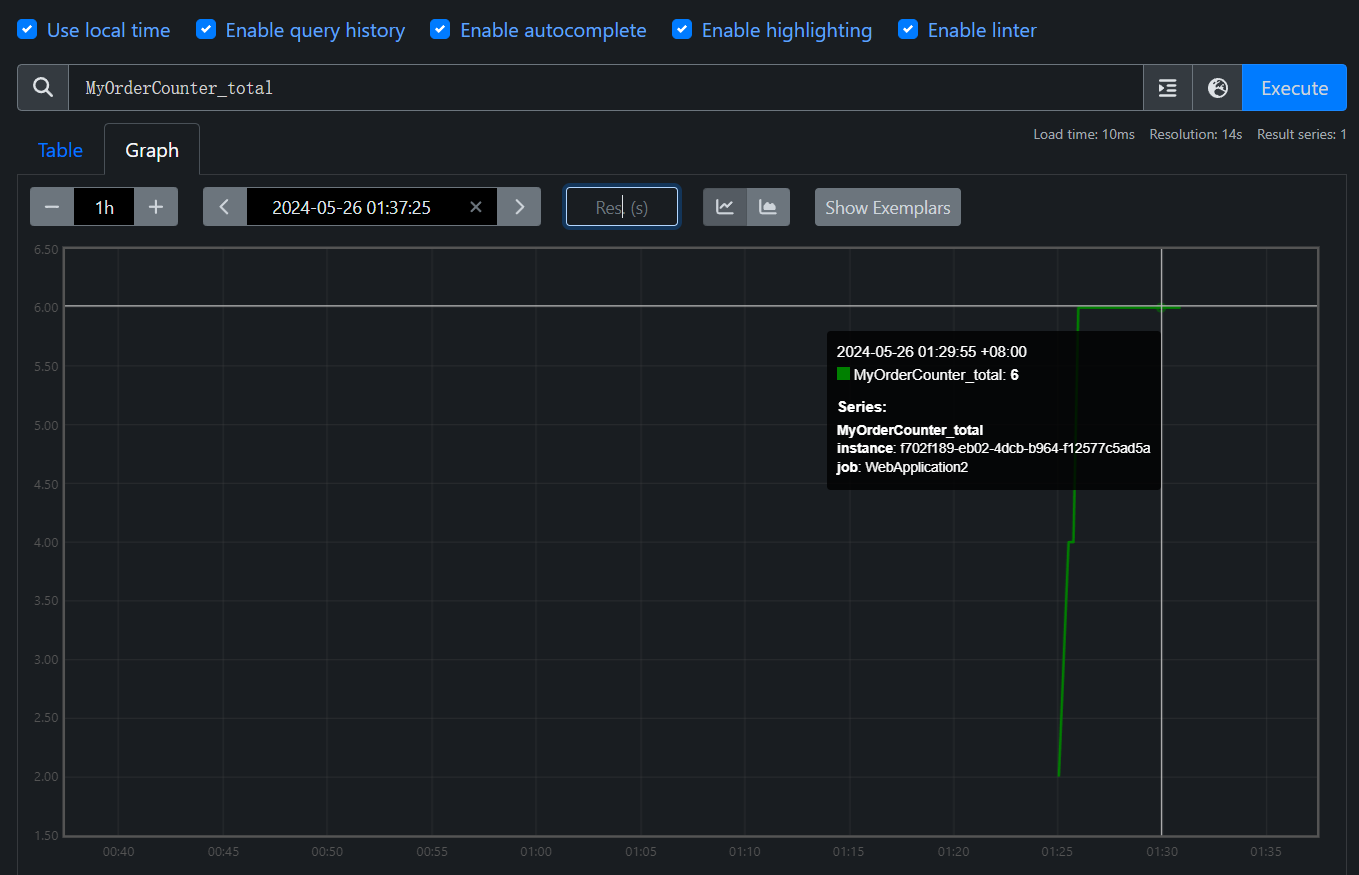 Use local time Enable query history Enable autocomplete Enable highlighting Enable linter
MyOrderCounter_total Execute
Load time: 10ms Resolution: 14s Result series: 1
Table Graph
1h 2024-05-26 01:37:25 Res. (s) Show Exemplars
6.50
6.00
5.50
5.00
4.50
4.00
3.50
3.00
2.50
2.00
1.50
2024-05-26 01:29:55 +08:00
MyOrderCounter_total: 6
Series:
MyOrderCounter_total
instance: f702f189-eb02-4dcb-b964-f12577c5ad5a
job: WebApplication2
00:40 00:45 00:50 00:55 01:00 01:05 01:10 01:15 01:20 01:25 01:30 01:35